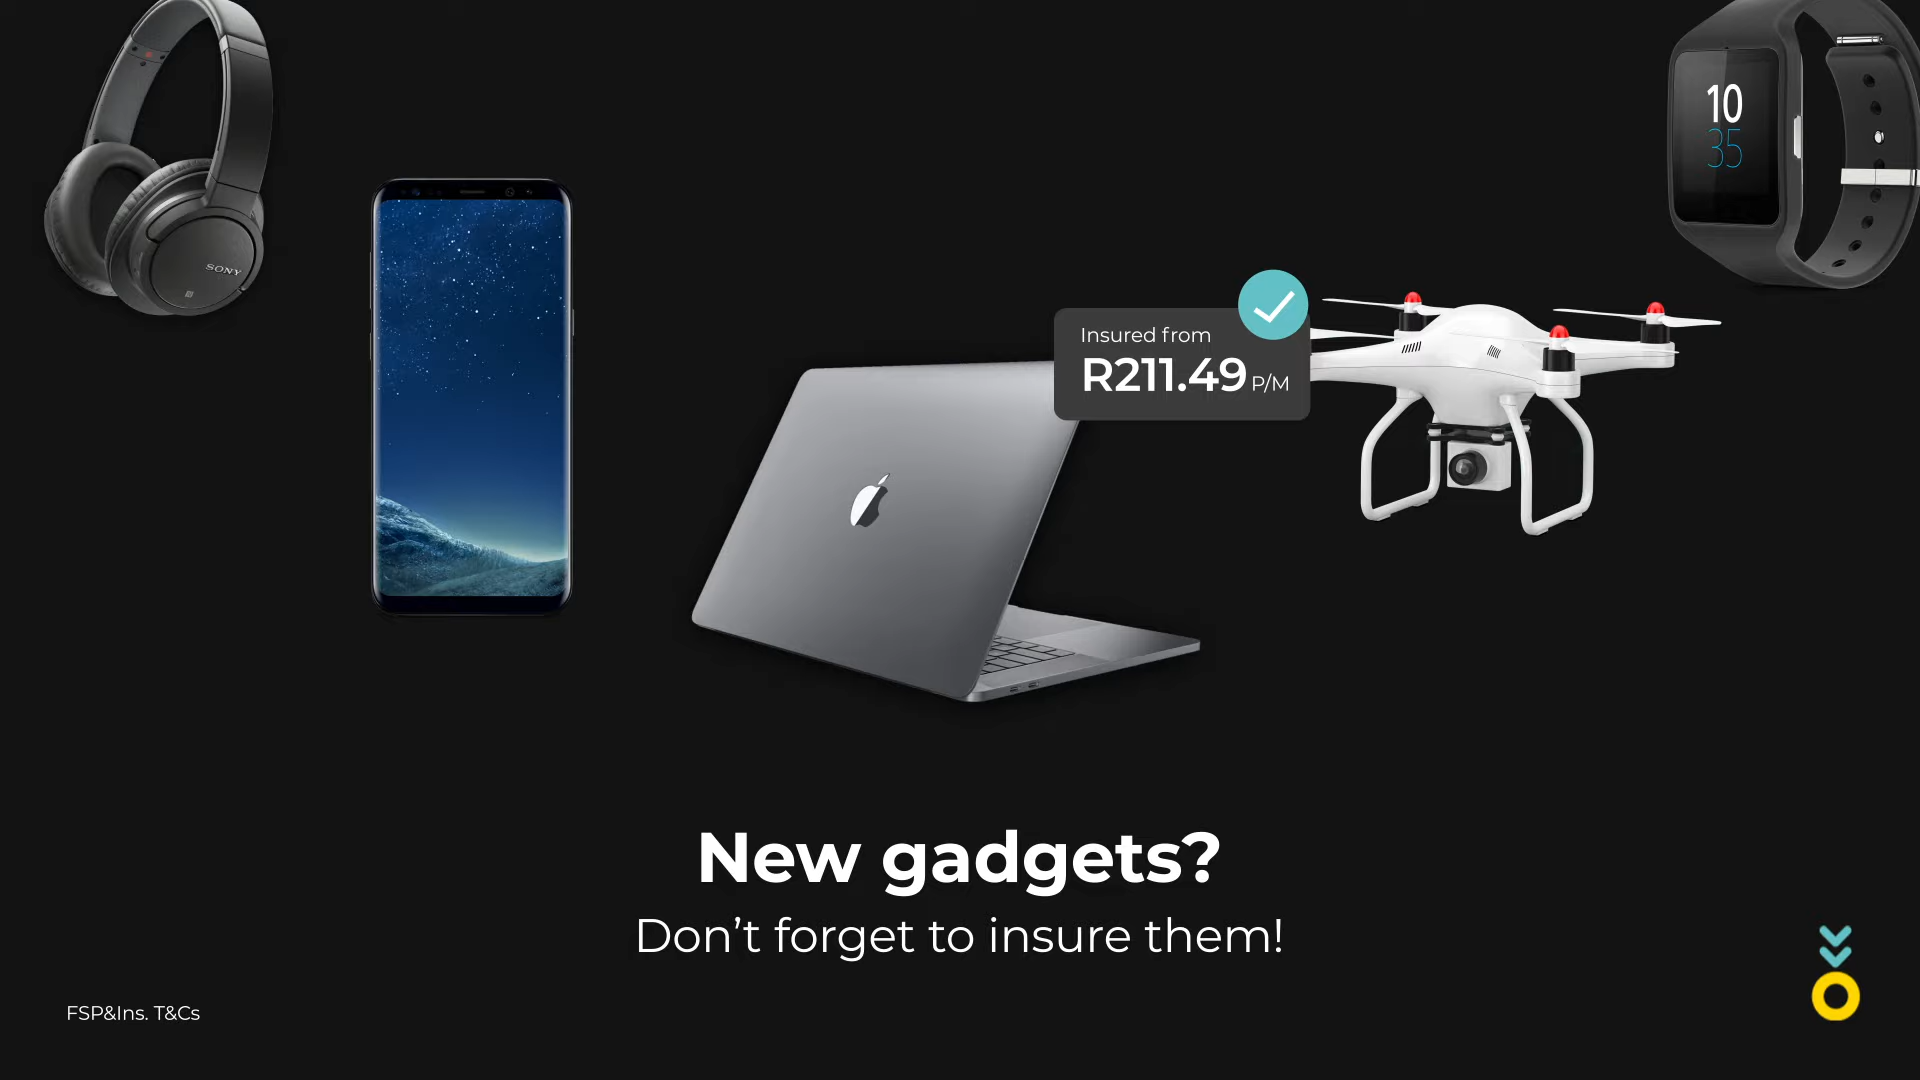 10
35
SONY
Insured from
R211.49 P/M
New gadgets?
Don’t forget to insure them!
FSP&Ins. T&Cs